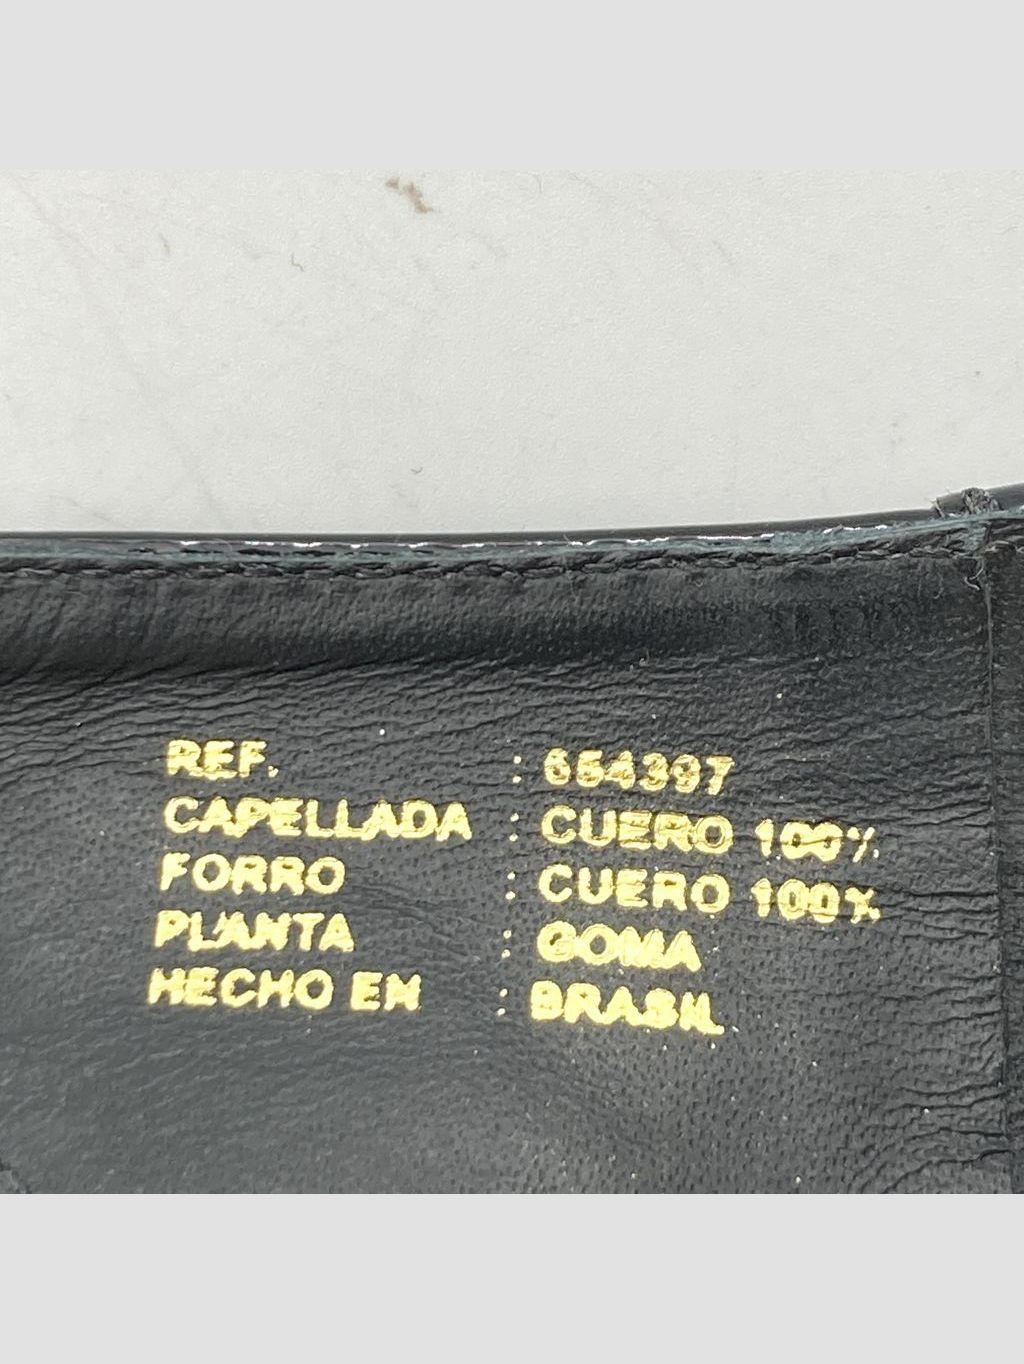 REF. : 654397
CAPELLADA : CUERO 100%
FORRO : CUERO 100%
PLANTA : GOMA
HECHO EN : BRASIL